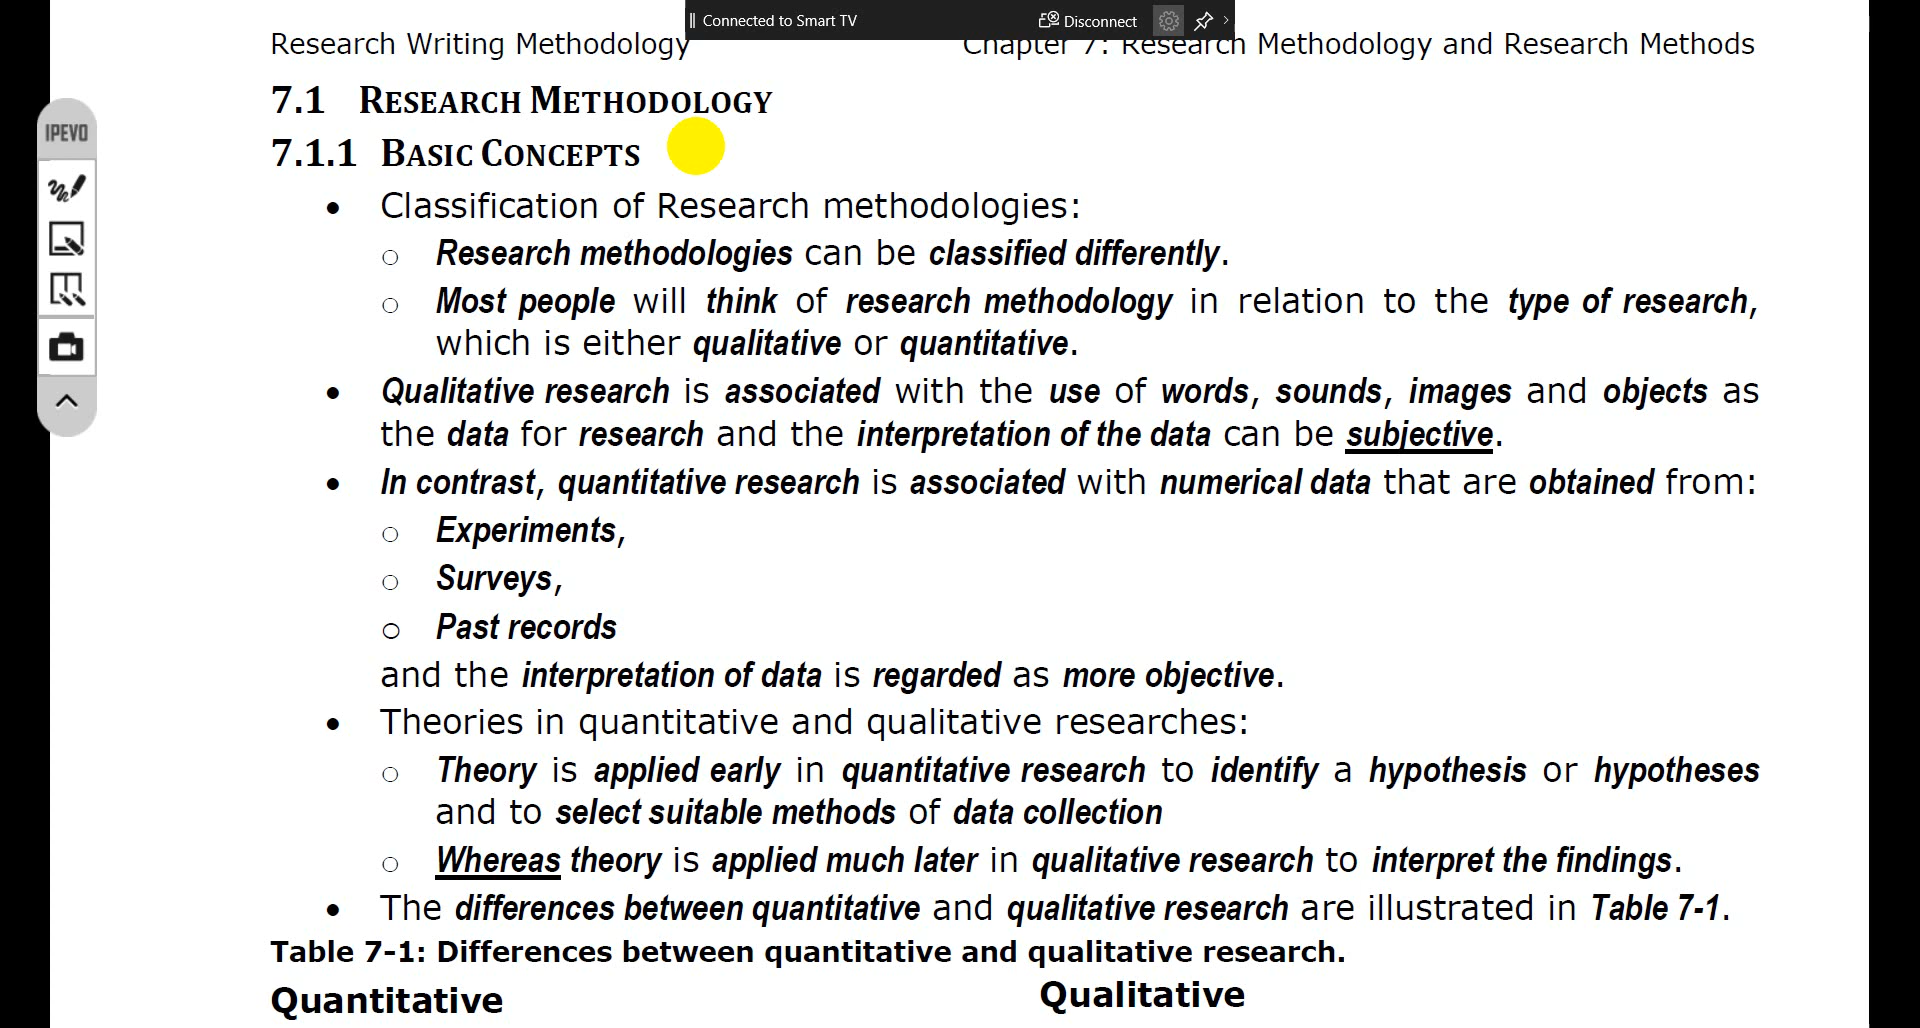 Connected to Smart TV Disconnect
Research Writing Methodology Chapter 7: Research Methodology and Research Methods
7.1 RESEARCH METHODOLOGY
IPEVO
7.1.1 BASIC CONCEPTS
• Classification of Research methodologies:
○ Research methodologies can be classified differently.
○ Most people will think of research methodology in relation to the type of research,
which is either qualitative or quantitative.
• Qualitative research is associated with the use of words, sounds, images and objects as
the data for research and the interpretation of the data can be subjective.
• In contrast, quantitative research is associated with numerical data that are obtained from:
○ Experiments,
○ Surveys,
○ Past records
and the interpretation of data is regarded as more objective.
• Theories in quantitative and qualitative researches:
○ Theory is applied early in quantitative research to identify a hypothesis or hypotheses
and to select suitable methods of data collection
○ Whereas theory is applied much later in qualitative research to interpret the findings.
• The differences between quantitative and qualitative research are illustrated in Table 7-1.
Table 7-1: Differences between quantitative and qualitative research.
Quantitative Qualitative